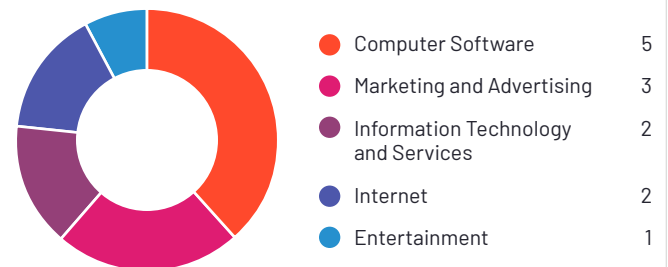 Computer Software 5
Marketing and Advertising 3
Information Technology 2
and Services
Internet 2
Entertainment 1